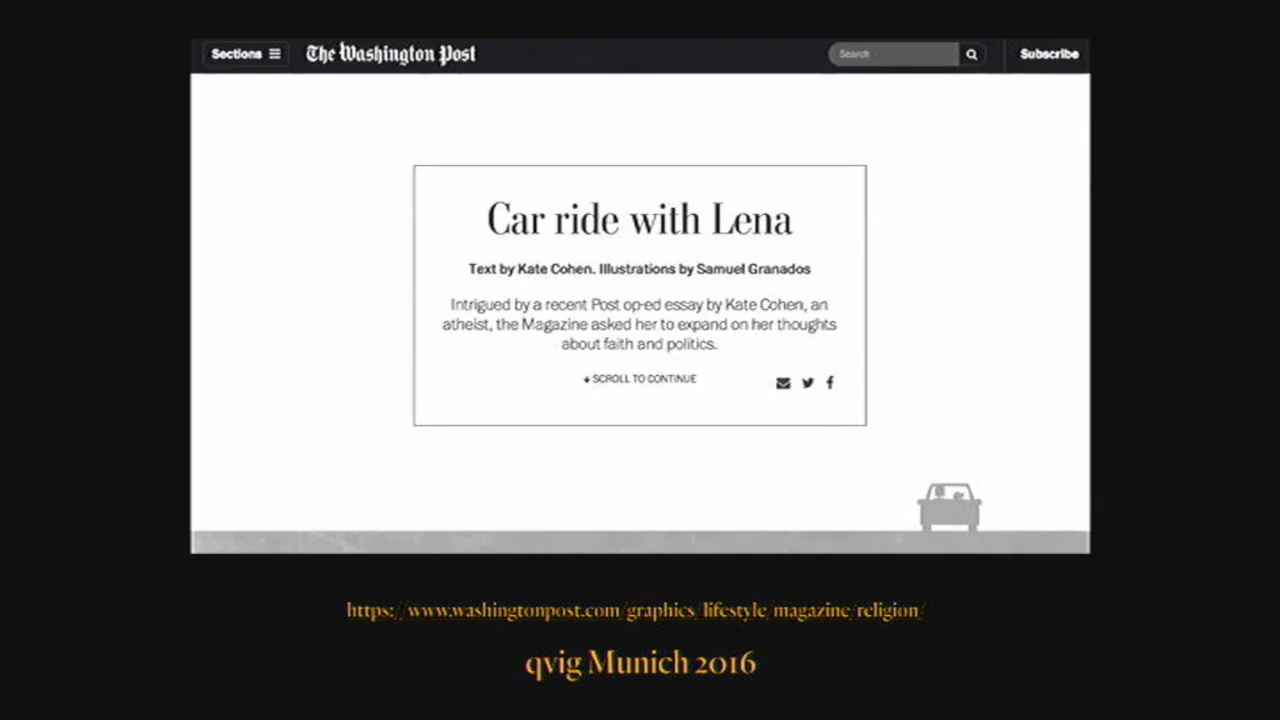 Sections
The Washington Post
Search
Subscribe
Car ride with Lena
Text by Kate Cohen. Illustrations by Samuel Granados
Intrigued by a recent Post op-ed essay by Kate Cohen, an
atheist, the Magazine asked her to expand on her thoughts
about faith and politics.
SCROLL TO CONTINUE
https://www.washingtonpost.com/graphics/lifestyle/magazine/religion/
qvig Munich 2016